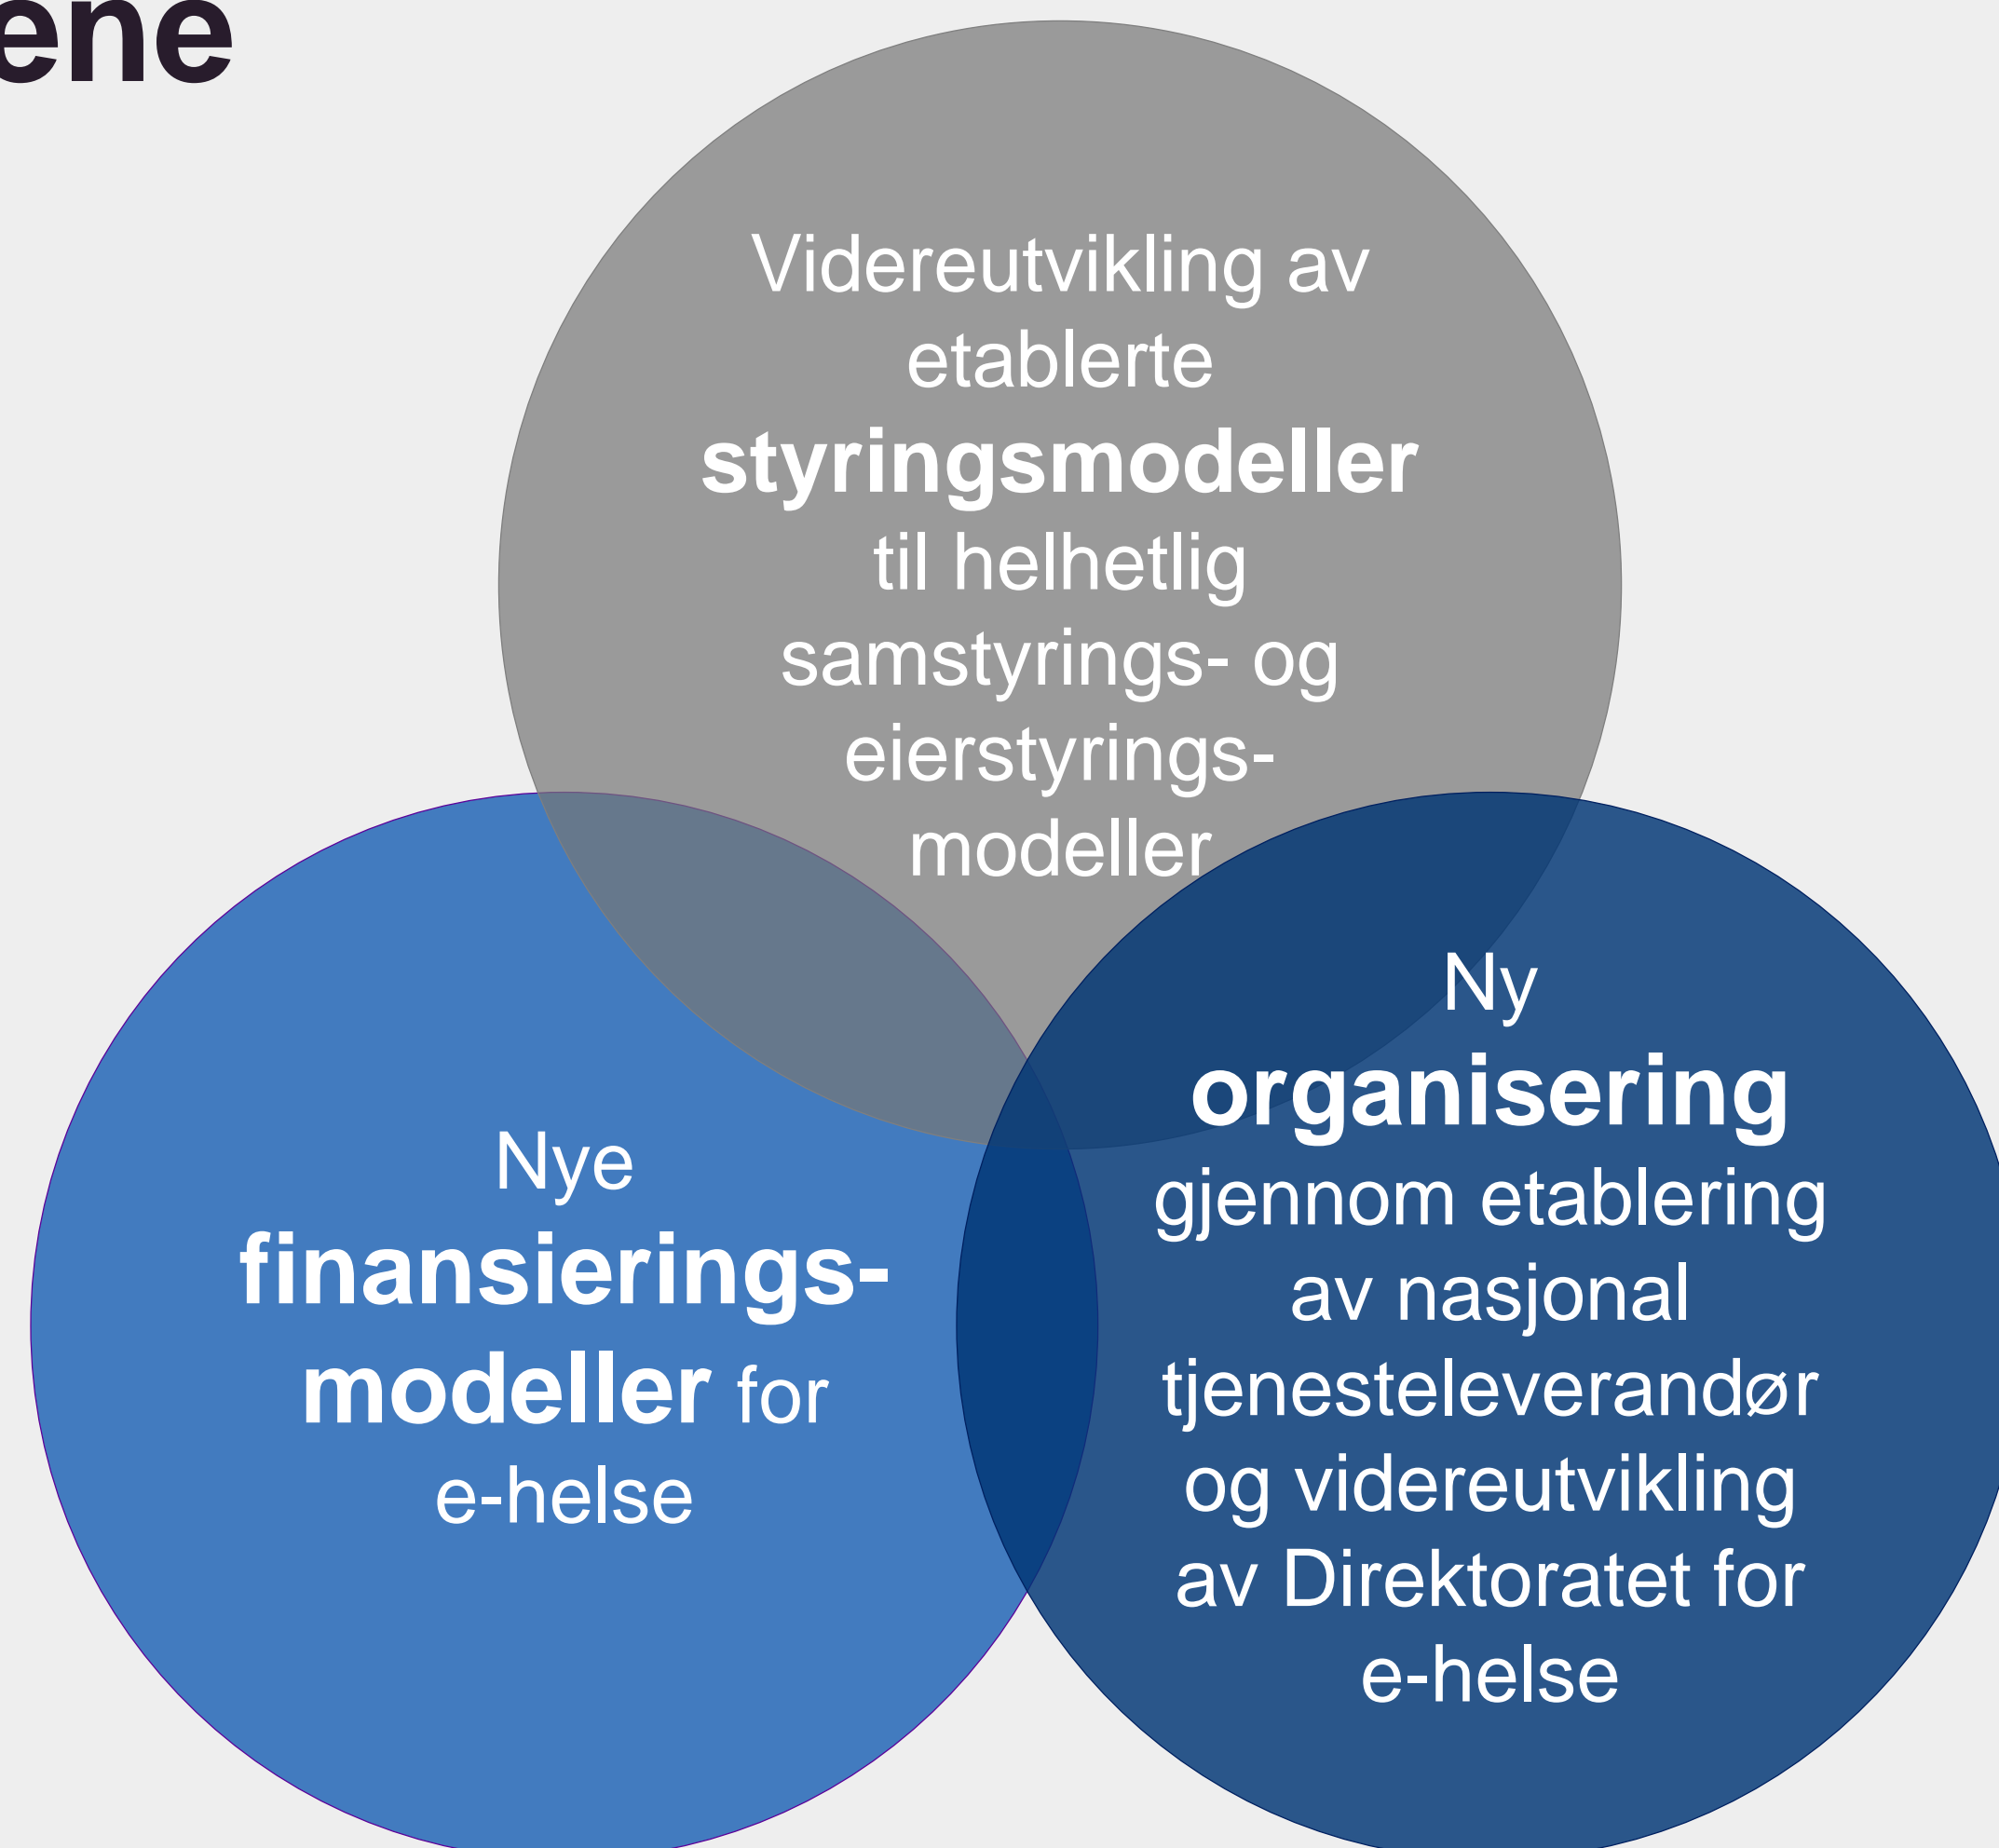 ene
Videreutvikling av
etablerte
styringsmodeller
til helhetlig
samstyrings- og
eierstyrings-
modeller
Nye
finansierings-
modeller for
e-helse
Ny
organisering
gjennom etablering
av nasjonal
tjenesteleverandør
og videreutvikling
av Direktoratet for
e-helse